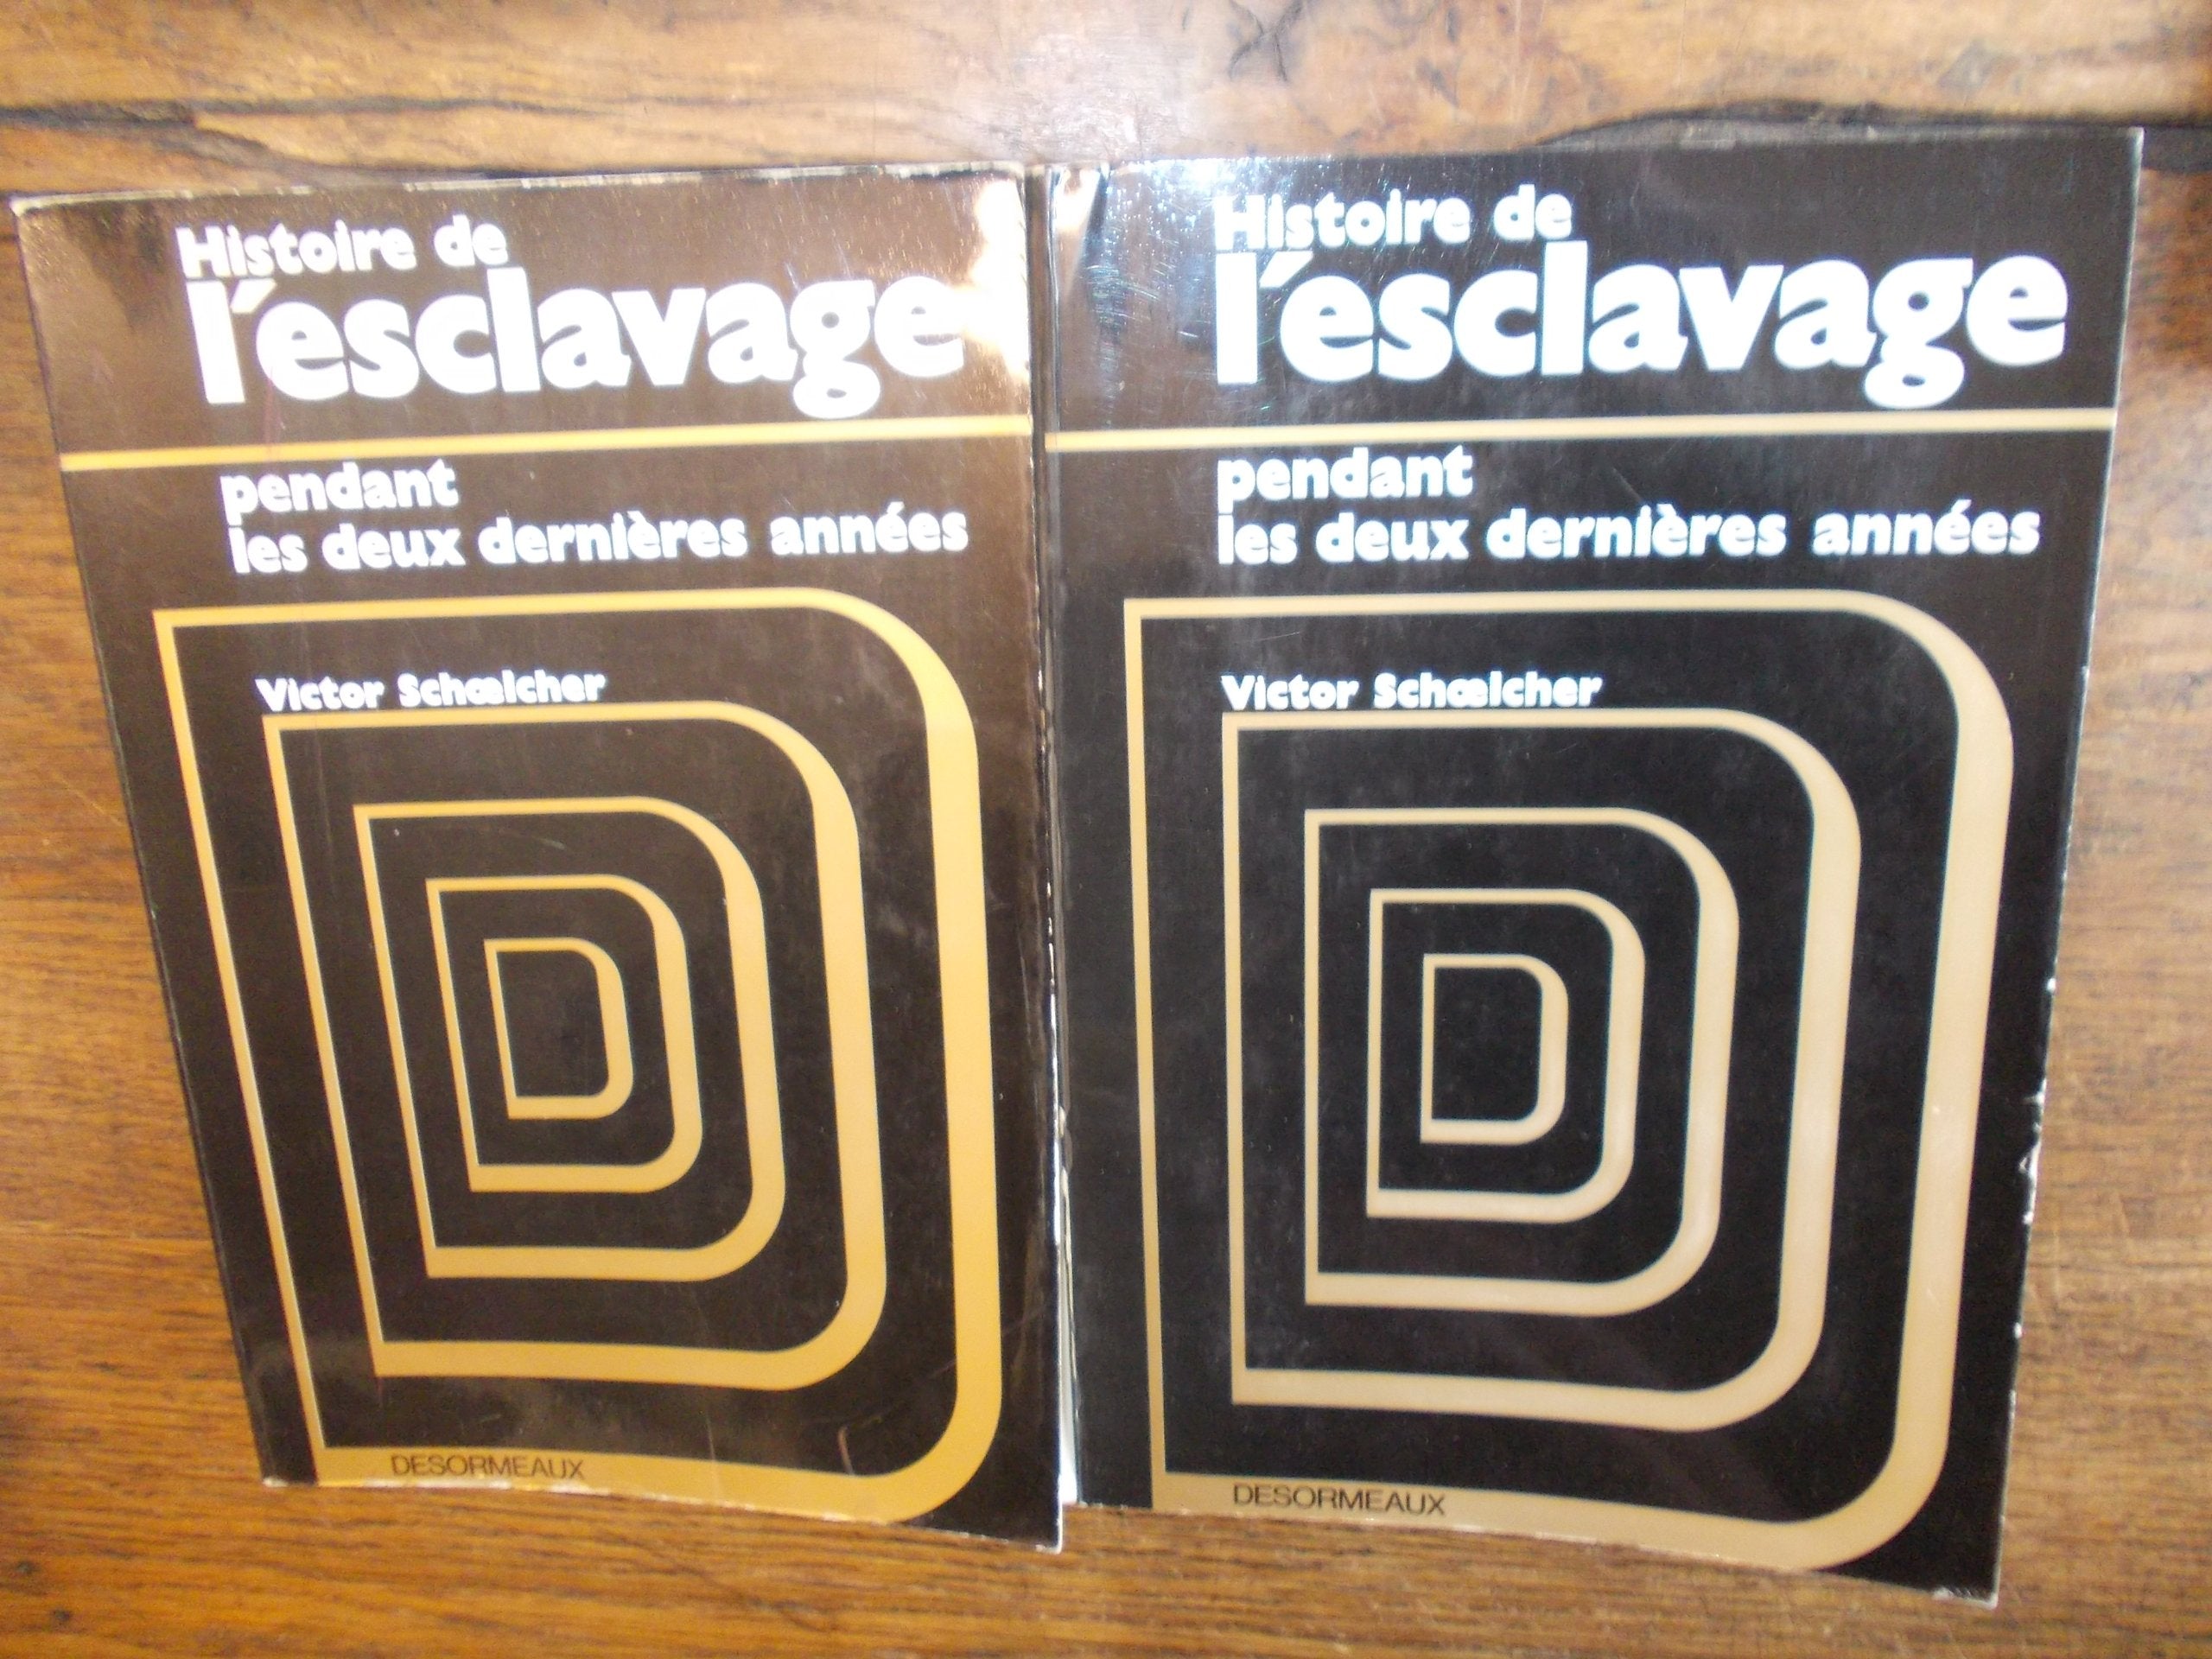 Histoire de
l'esclavage
pendant
les deux dernières années
Victor Schœlcher
DESORMEAUX
Histoire de
l'esclavage
pendant
les deux dernières années
Victor Schœlcher
DESORMEAUX